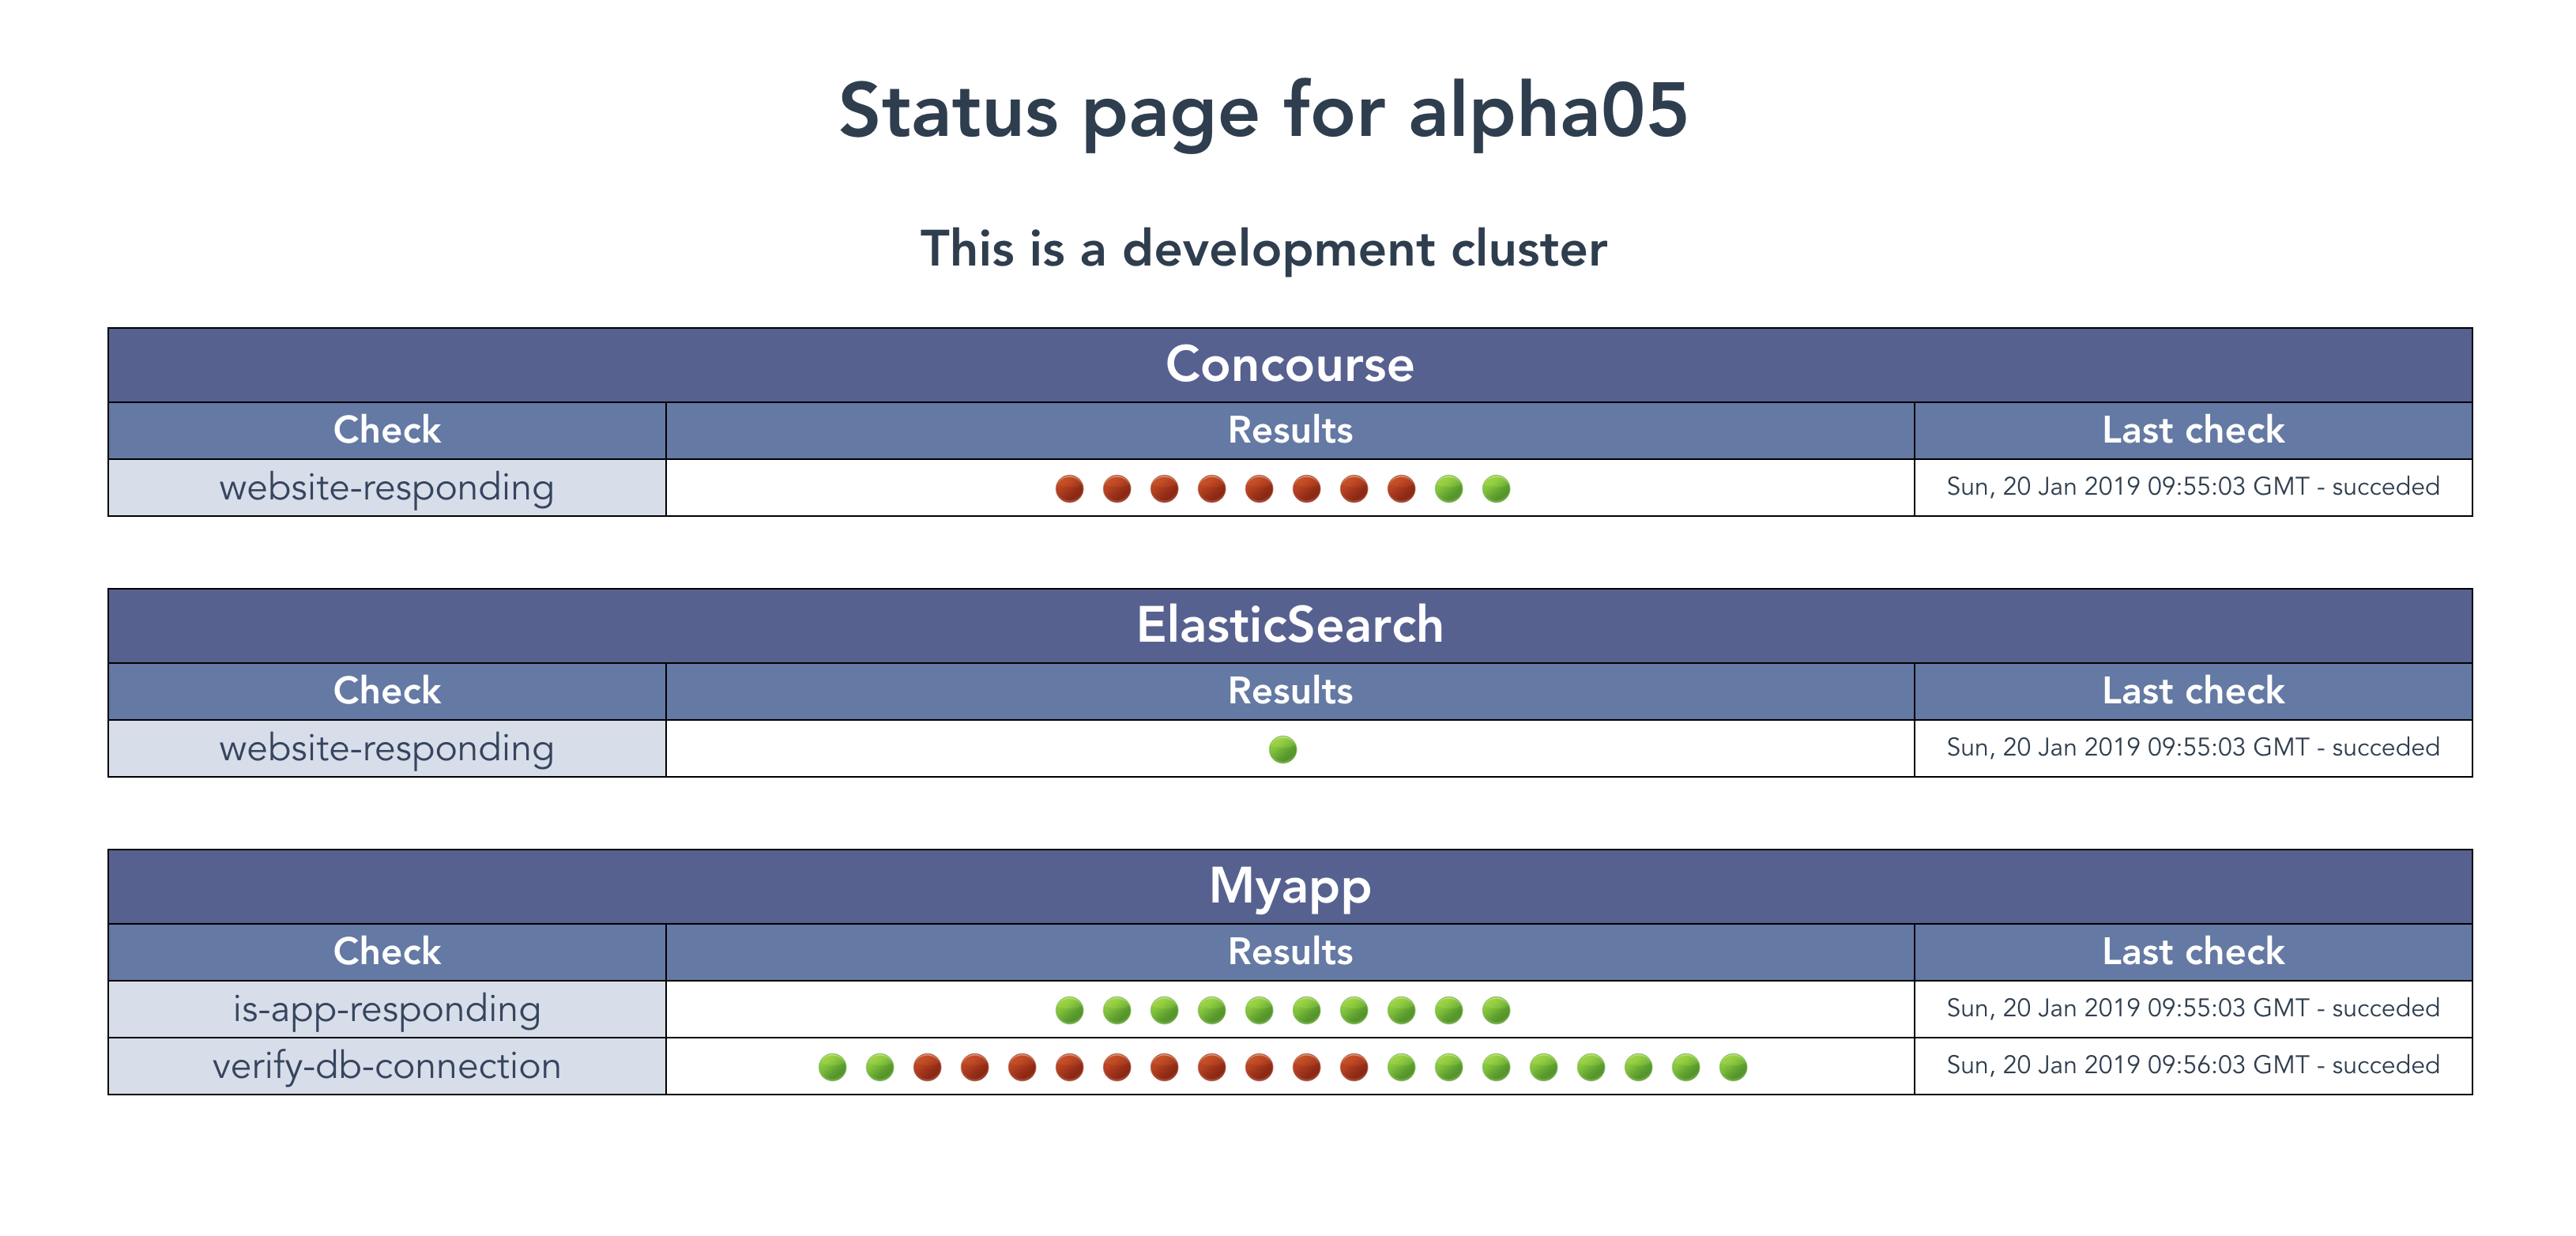 Status page for alpha05
This is a development cluster
Concourse
Check Results Last check
website-responding Sun, 20 Jan 2019 09:55:03 GMT - succeded
ElasticSearch
Check Results Last check
website-responding Sun, 20 Jan 2019 09:55:03 GMT - succeded
Myapp
Check Results Last check
is-app-responding Sun, 20 Jan 2019 09:55:03 GMT - succeded
verify-db-connection Sun, 20 Jan 2019 09:56:03 GMT - succeded